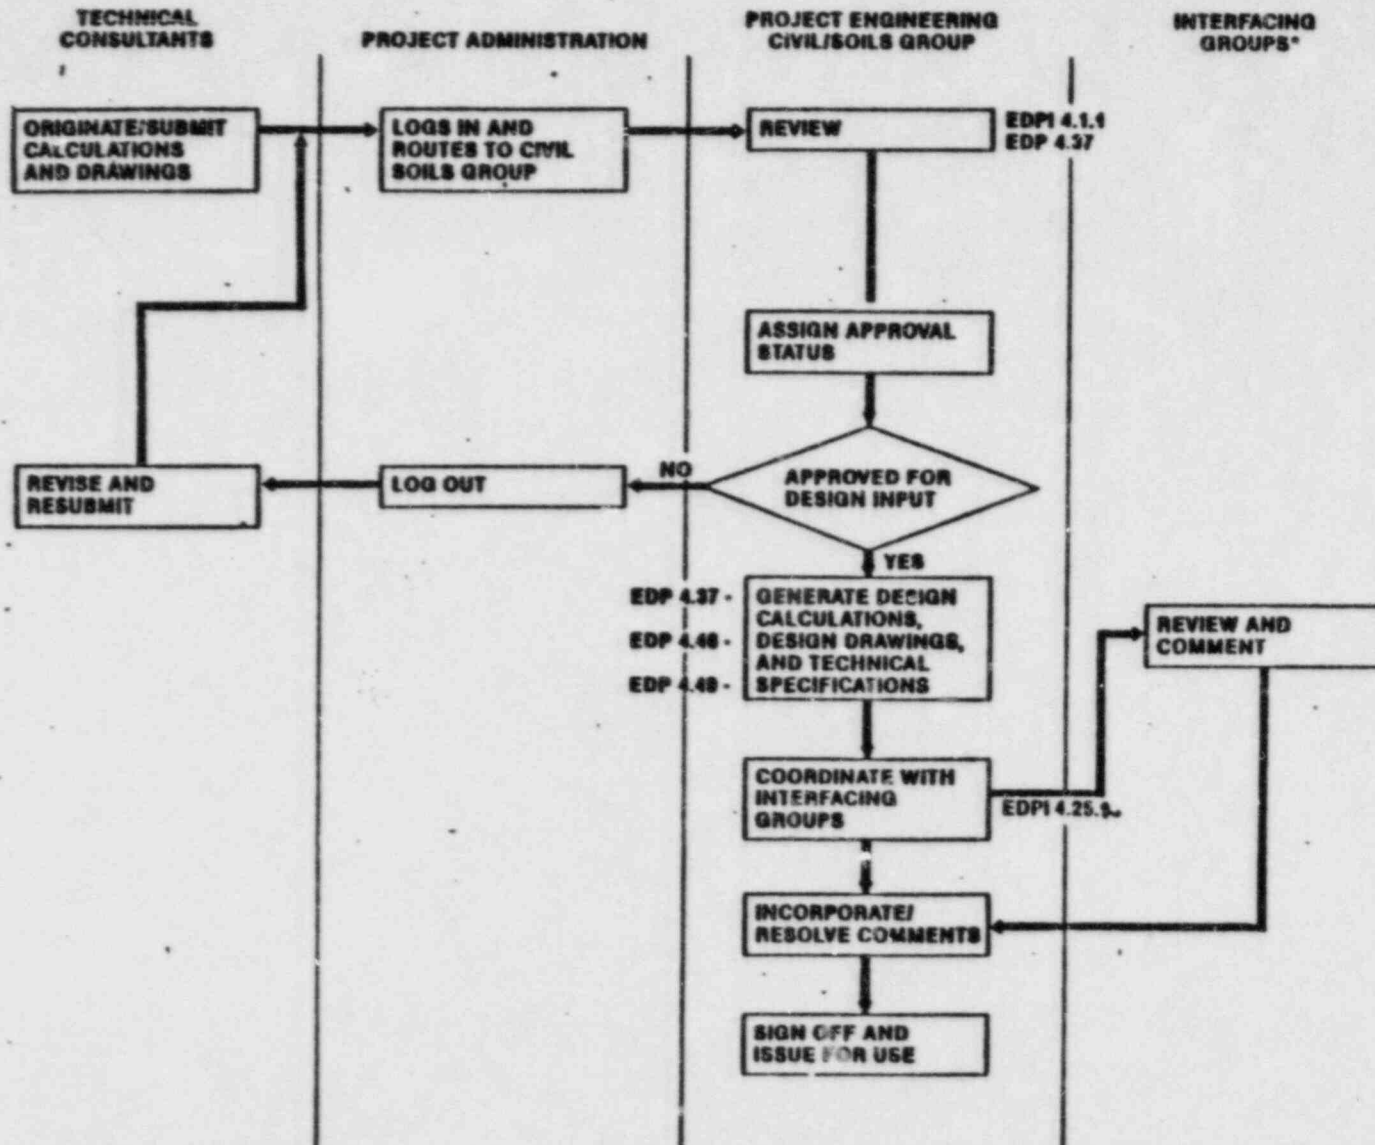 TECHNICAL
CONSULTANTS
PROJECT ADMINISTRATION
PROJECT ENGINEERING
CIVIL/SOILS GROUP
INTERFACING
GROUPS*
ORIGINATE/SUBMIT
CALCULATIONS
AND DRAWINGS
LOGS IN AND
ROUTES TO CIVIL
SOILS GROUP
REVIEW
EDPI 4.1.1
EDP 4.37
ASSIGN APPROVAL
STATUS
REVISE AND
RESUBMIT
LOG OUT
NO
APPROVED FOR
DESIGN INPUT
YES
EDP 4.37 -
EDP 4.46 -
EDP 4.49 -
GENERATE DESIGN
CALCULATIONS,
DESIGN DRAWINGS,
AND TECHNICAL
SPECIFICATIONS
REVIEW AND
COMMENT
COORDINATE WITH
INTERFACING
GROUPS
EDPI
INCORPORATE/
RESOLVE COMMENTS
SIGN OFF AND
ISSUE FOR USE